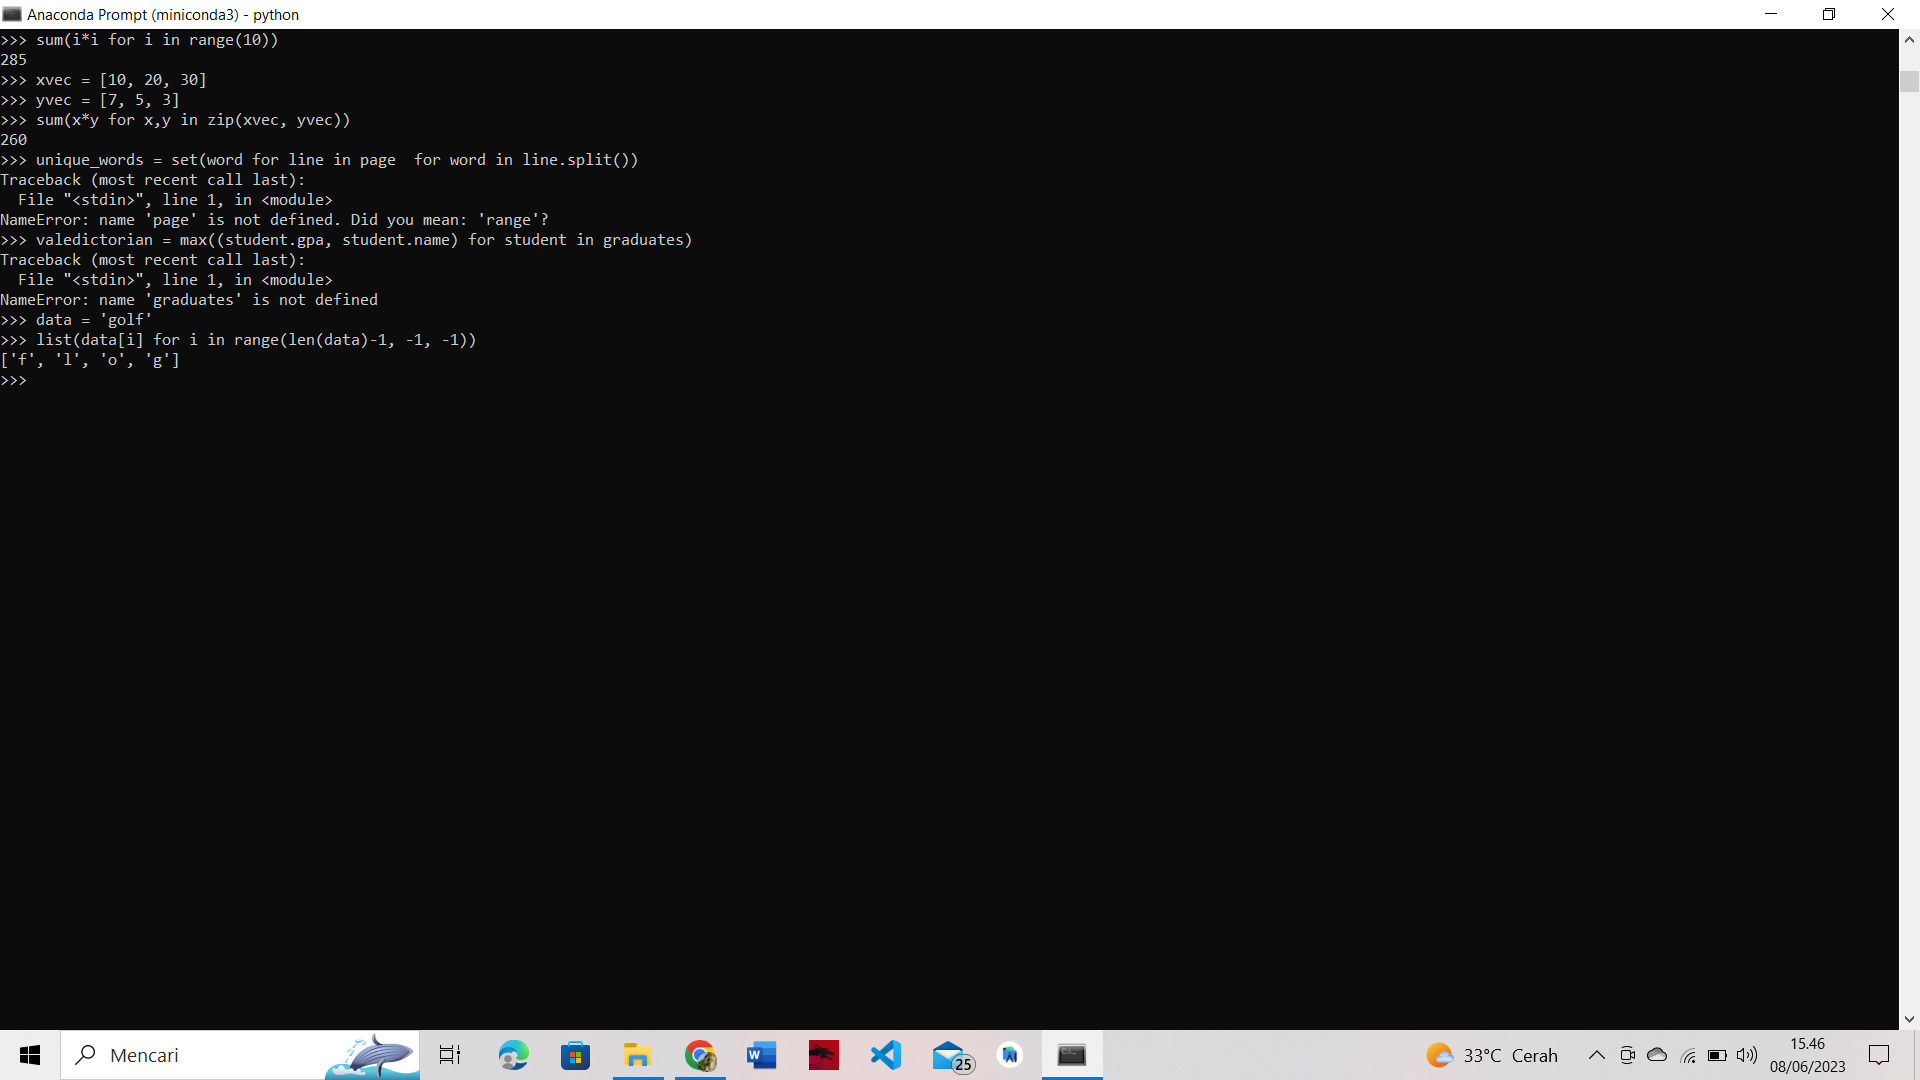 Anaconda Prompt (miniconda3) - python
>>> sum(i*i for i in range(10))
285
>>> xvec = [10, 20, 30]
>>> yvec = [7, 5, 3]
>>> sum(x*y for x,y in zip(xvec, yvec))
260
>>> unique_words = set(word for line in page  for word in line.split())
Traceback (most recent call last):
  File "<stdin>", line 1, in <module>
NameError: name 'page' is not defined. Did you mean: 'range'?
>>> valedictorian = max((student.gpa, student.name) for student in graduates)
Traceback (most recent call last):
  File "<stdin>", line 1, in <module>
NameError: name 'graduates' is not defined
>>> data = 'golf'
>>> list(data[i] for i in range(len(data)-1, -1, -1))
['f', 'l', 'o', 'g']
>>>
Mencari
W
25
33°C Cerah
15.46
08/06/2023